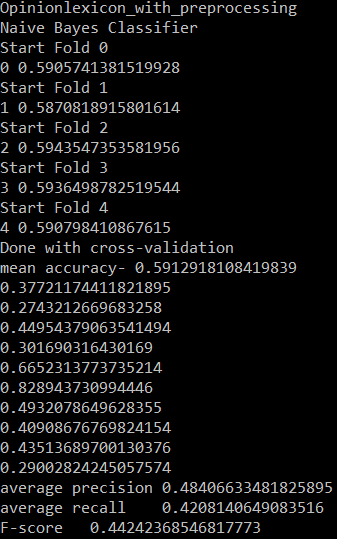 Opinionlexicon_with_preprocessing
Naive Bayes Classifier
Start Fold 0
0 0.5905741381519928
Start Fold 1
1 0.5870818915801614
Start Fold 2
2 0.5943547353581956
Start Fold 3
3 0.5936498782519544
Start Fold 4
4 0.590798410867615
Done with cross-validation
mean accuracy- 0.5912918108419839
0.37721174411821895
0.2743212669683258
0.44954379063541494
0.301690316430169
0.6652313773735214
0.828943730994446
0.4932078649628355
0.40908676769824154
0.43513689700130376
0.29002824245057574
average precision 0.48406633481825895
average recall 0.4208140649083516
F-score 0.44242368546817773